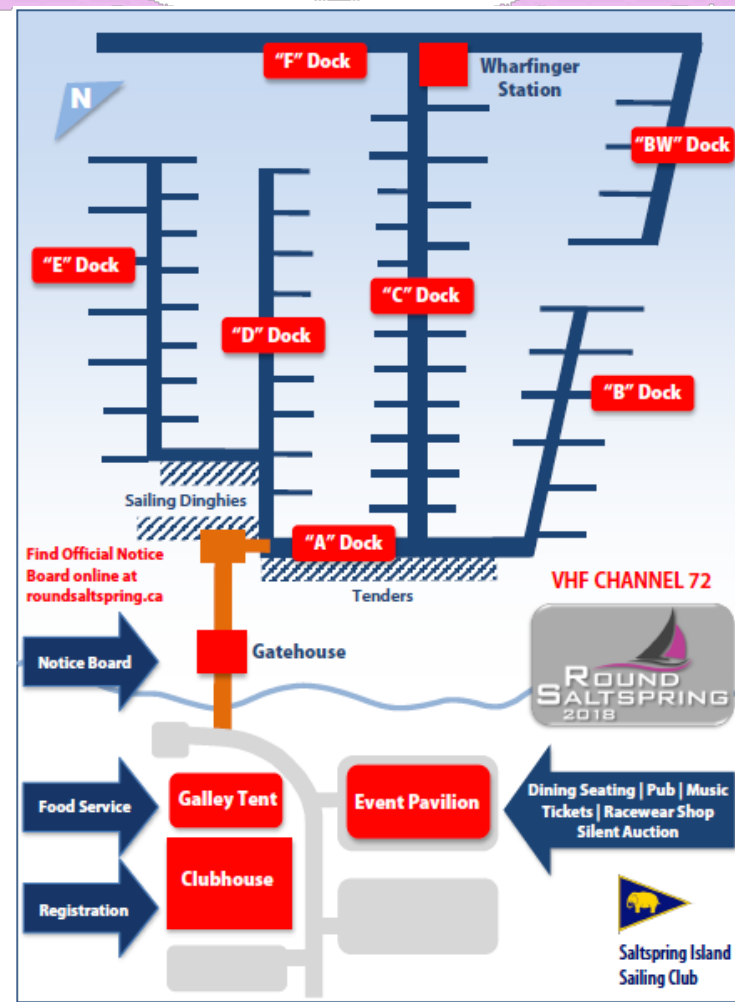 "F" Dock
Wharfinger
Station
N
"BW" Dock
"E" Dock
"C" Dock
"D" Dock
"B" Dock
Sailing Dinghies
"A" Dock
Find Official Notice
Board online at
roundsaltspring.ca
Tenders
VHF CHANNEL 72
Notice Board
Gatehouse
ROUND
SALTSPRING
2018
Food Service
Galley Tent
Event Pavilion
Dining Seating | Pub | Music
Tickets | Racewear Shop
Silent Auction
Clubhouse
Registration
Saltspring Island
Sailing Club